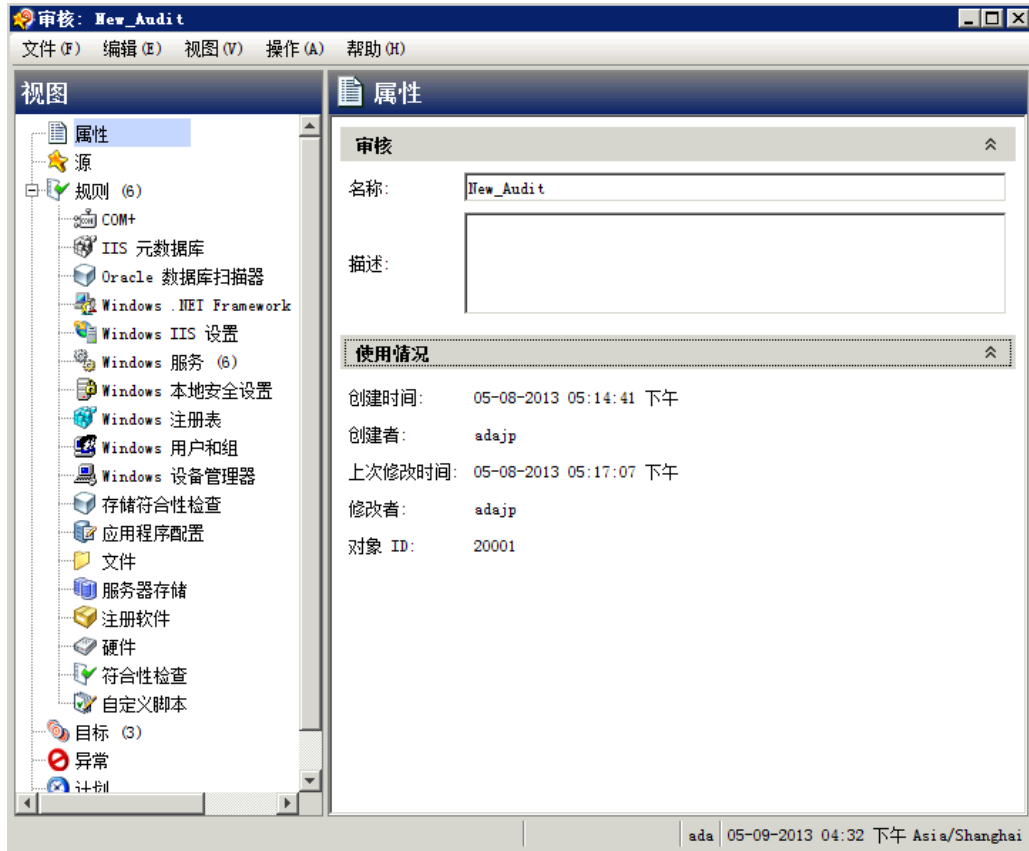 审核: New_Audit
文件(F) 编辑(E) 视图(V) 操作(A) 帮助(H)
视图
属性
源
规则 (6)
COM+
IIS 元数据库
Oracle 数据库扫描器
Windows .NET Framework
Windows IIS 设置
Windows 服务 (6)
Windows 本地安全设置
Windows 注册表
Windows 用户和组
Windows 设备管理器
存储符合性检查
应用程序配置
文件
服务器存储
注册软件
硬件
符合性检查
自定义脚本
目标 (3)
异常
计划
属性
审核
名称: New_Audit
描述:
使用情况
创建时间: 05-08-2013 05:14:41 下午
创建者: adajp
上次修改时间: 05-08-2013 05:17:07 下午
修改者: adajp
对象 ID: 20001
ada 05-09-2013 04:32 下午 Asia/Shanghai